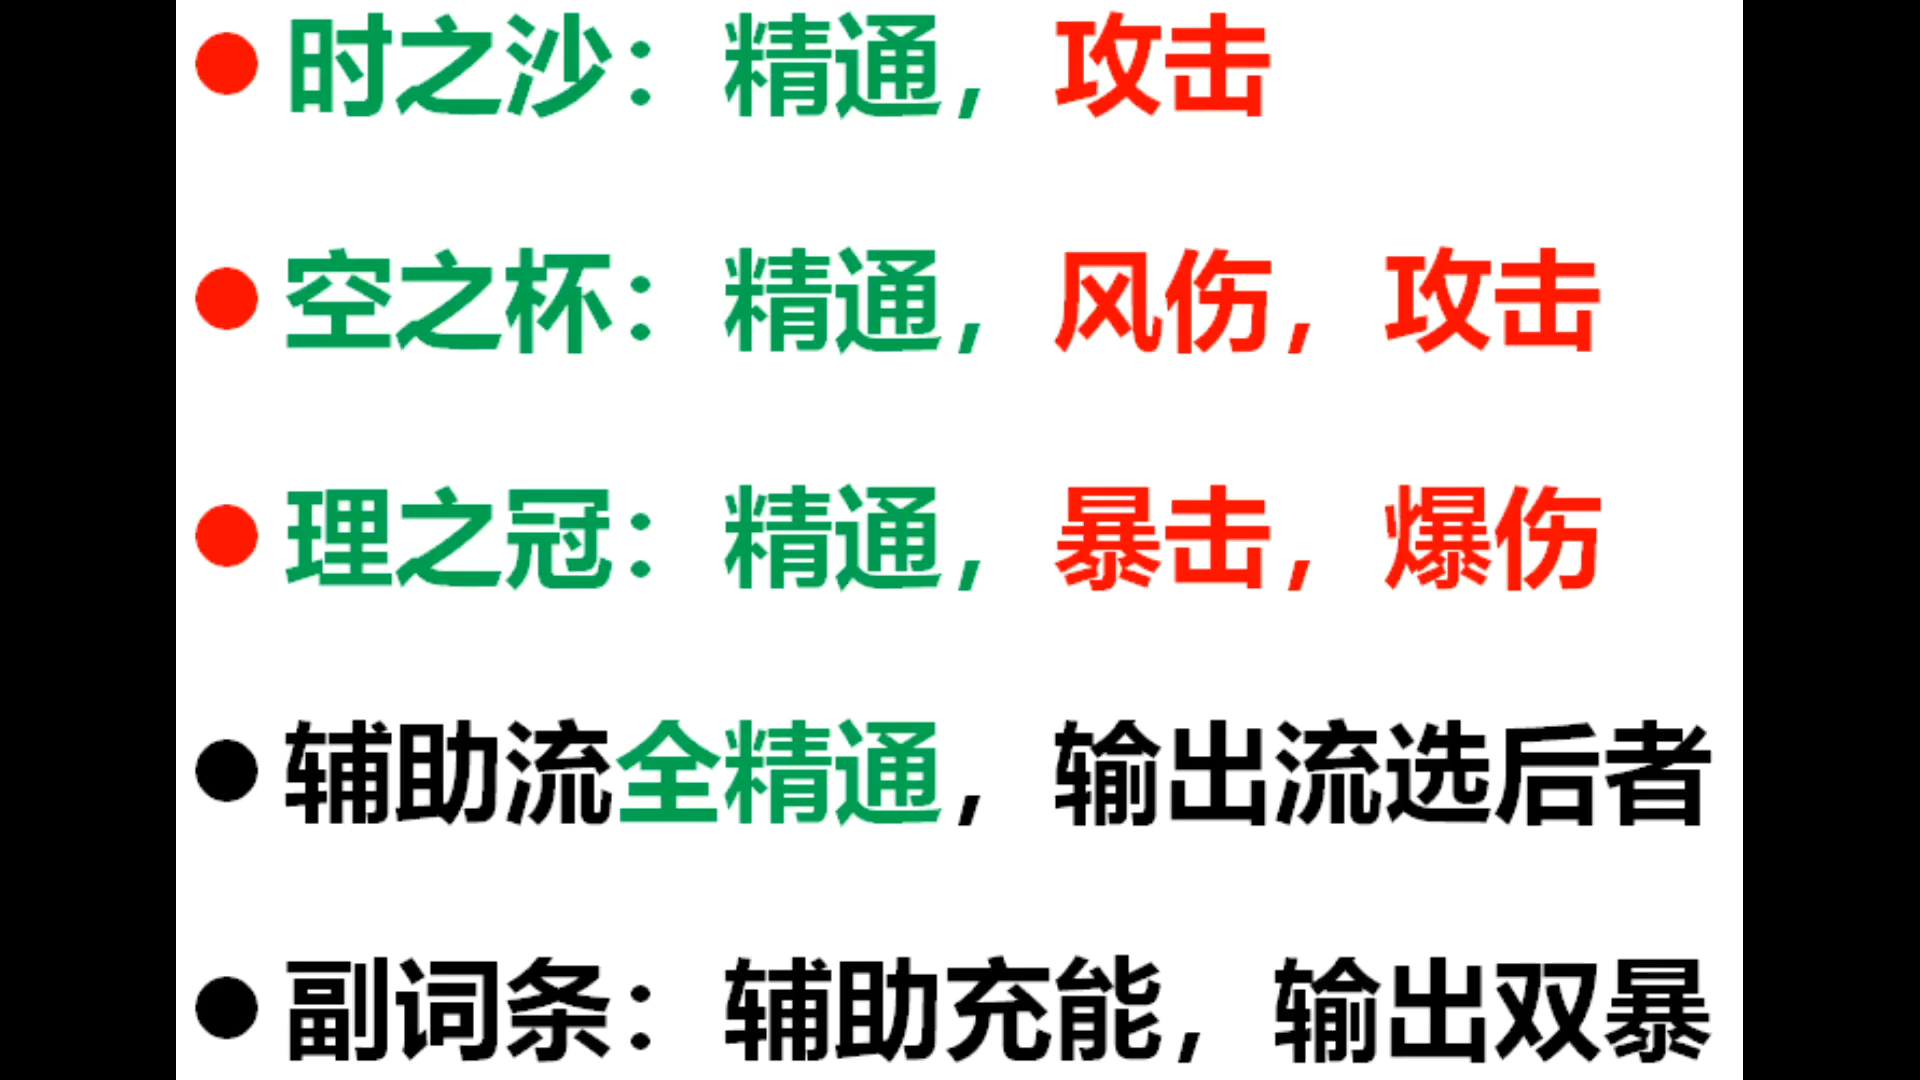 ● 时之沙：精通，攻击
● 空之杯：精通，风伤，攻击
● 理之冠：精通，暴击，爆伤
● 辅助流全精通，输出流选后者
● 副词条：辅助充能，输出双暴